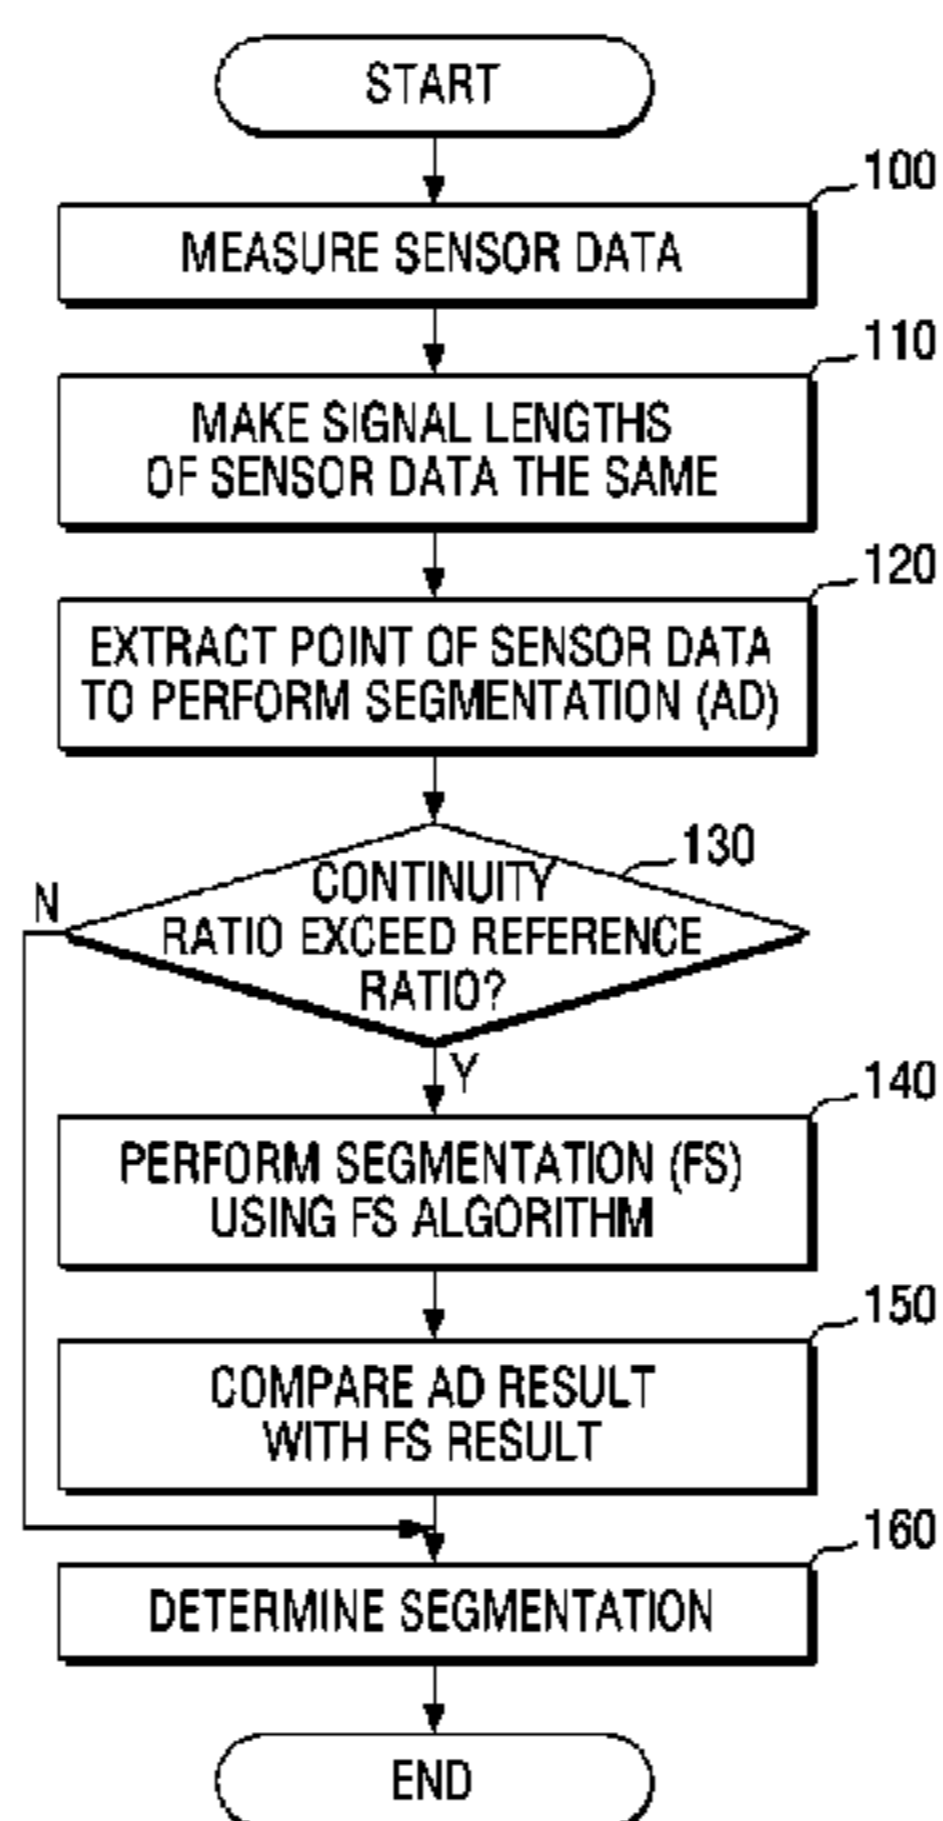 START
100
MEASURE SENSOR DATA
110
MAKE SIGNAL LENGTHS
OF SENSOR DATA THE SAME
120
EXTRACT POINT OF SENSOR DATA
TO PERFORM SEGMENTATION (AD)
130
CONTINUITY
RATIO EXCEED REFERENCE
RATIO?
N
Y
140
PERFORM SEGMENTATION (FS)
USING FS ALGORITHM
150
COMPARE AD RESULT
WITH FS RESULT
160
DETERMINE SEGMENTATION
END